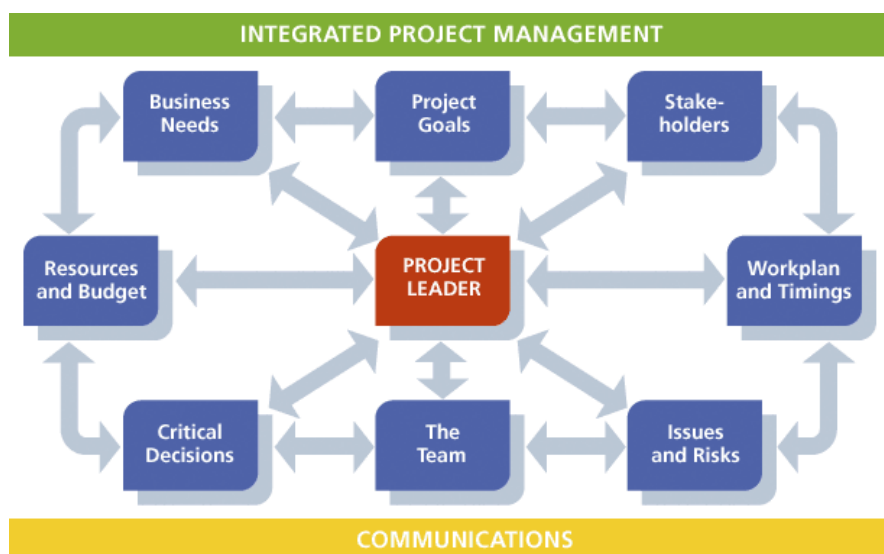 INTEGRATED PROJECT MANAGEMENT
Business
Needs
Project
Goals
Stake-
holders
Resources
and Budget
PROJECT
LEADER
Workplan
and Timings
Critical
Decisions
The
Team
Issues
and Risks
COMMUNICATIONS